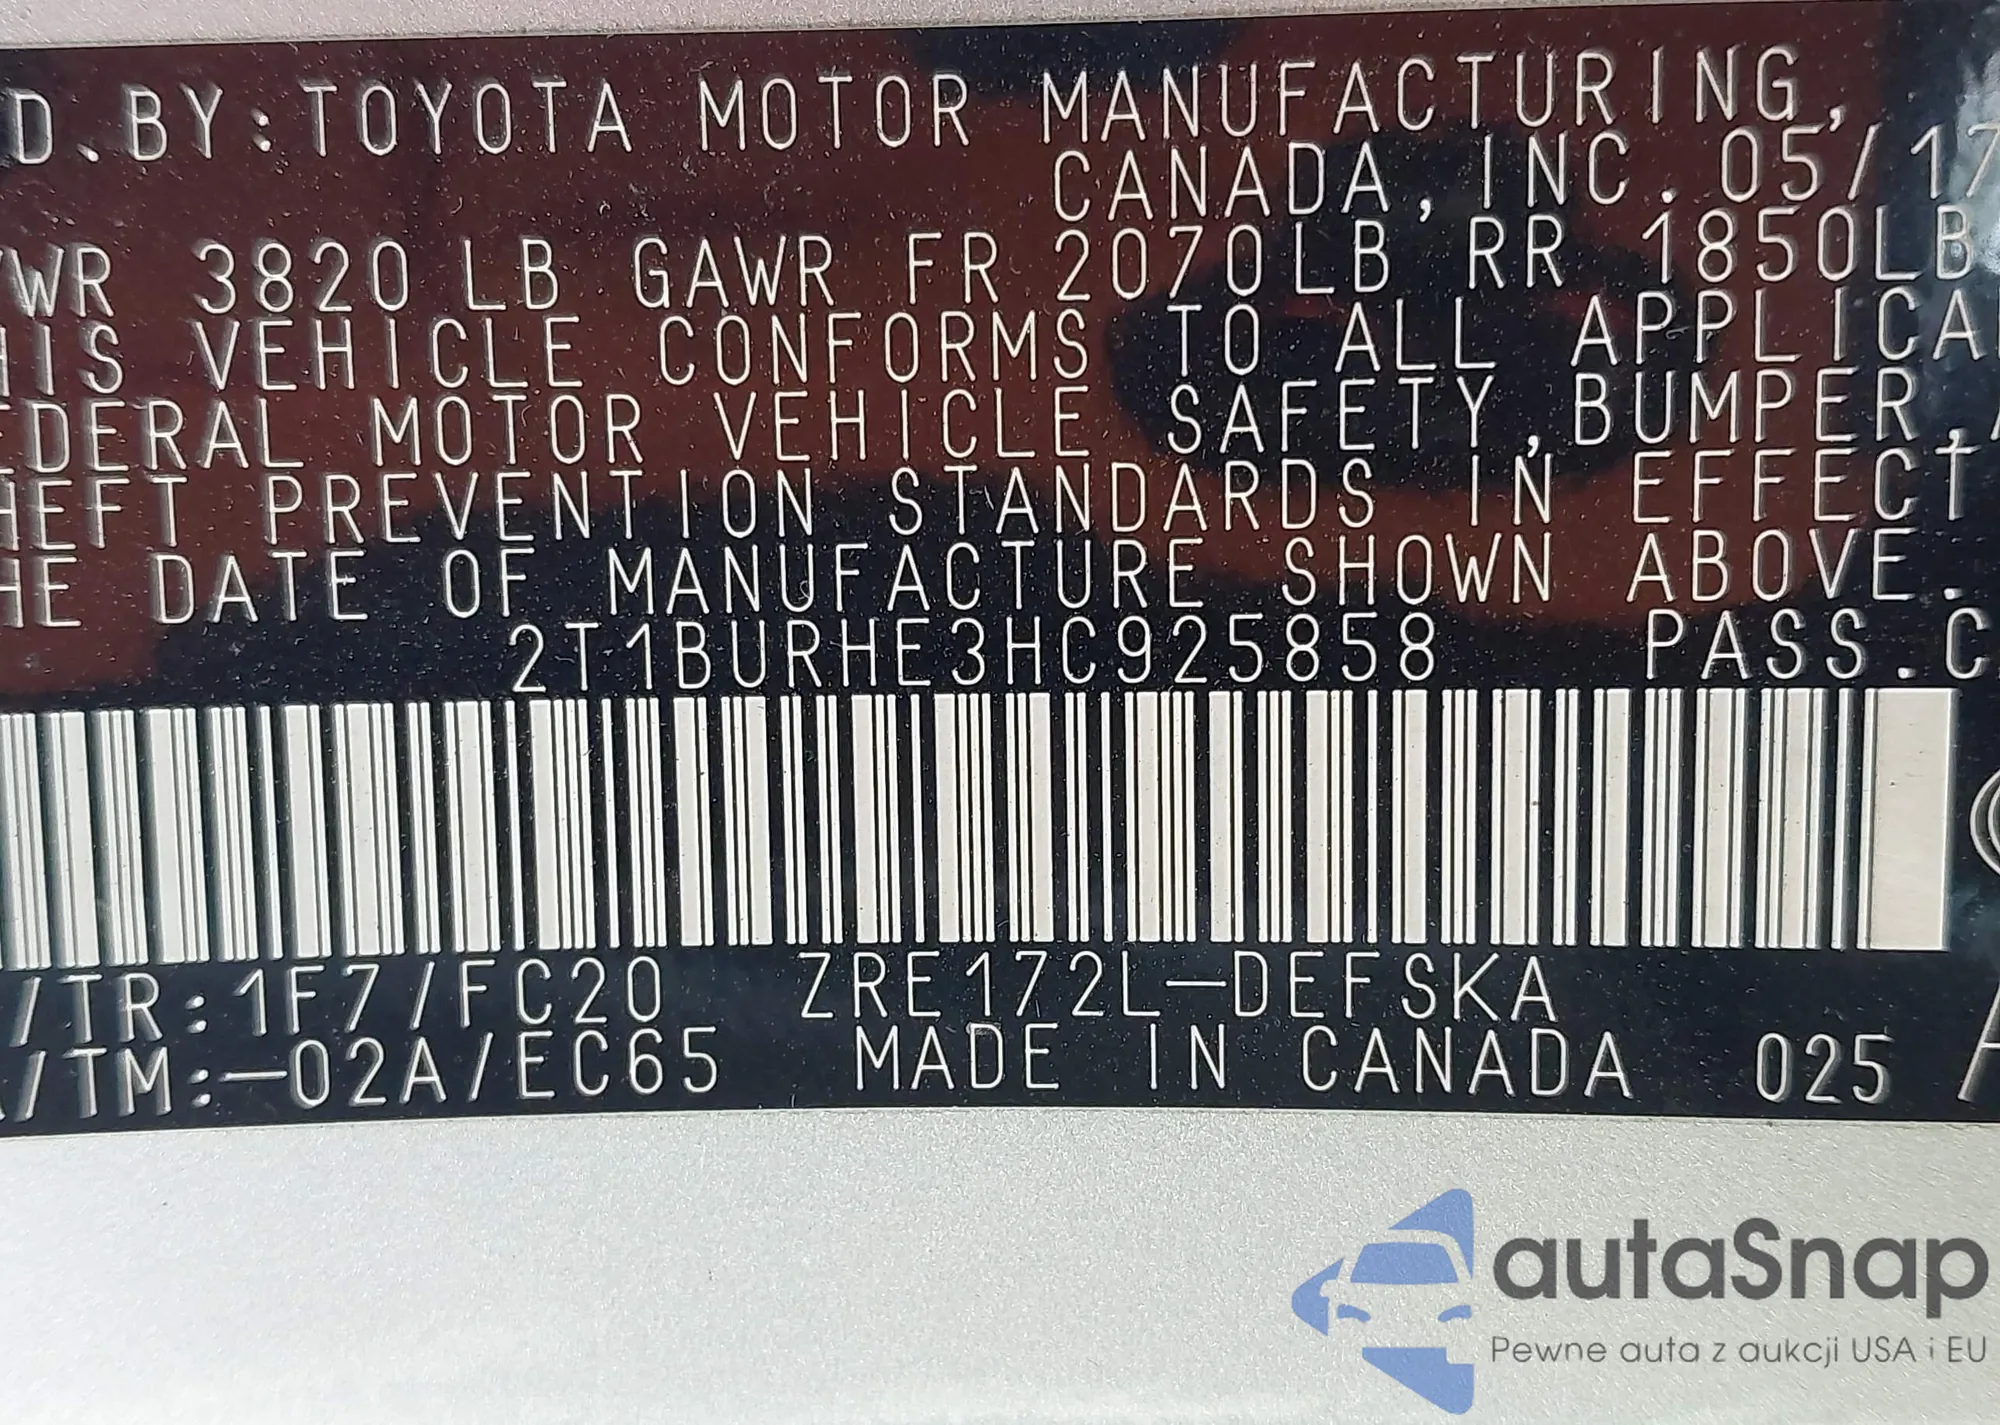 D.BY:TOYOTA MOTOR MANUFACTURING,
CANADA, INC. 05/17
VWR 3820 LB GAWR FR 2070LB RR 1850LB
HIS VEHICLE CONFORMS TO ALL APPLICA
EDERAL MOTOR VEHICLE SAFETY, BUMPER, A
HEFT PREVENTION STANDARDS IN EFFECT
HE DATE OF MANUFACTURE SHOWN ABOVE.
2T1BURHE3HC925858 PASS.C
/TR:1F7/FC20 ZRE172L-DEFSKA
/TM:-02A/EC65 MADE IN CANADA 025 A
autaSnap
Pewne auta z aukcji USA i EU